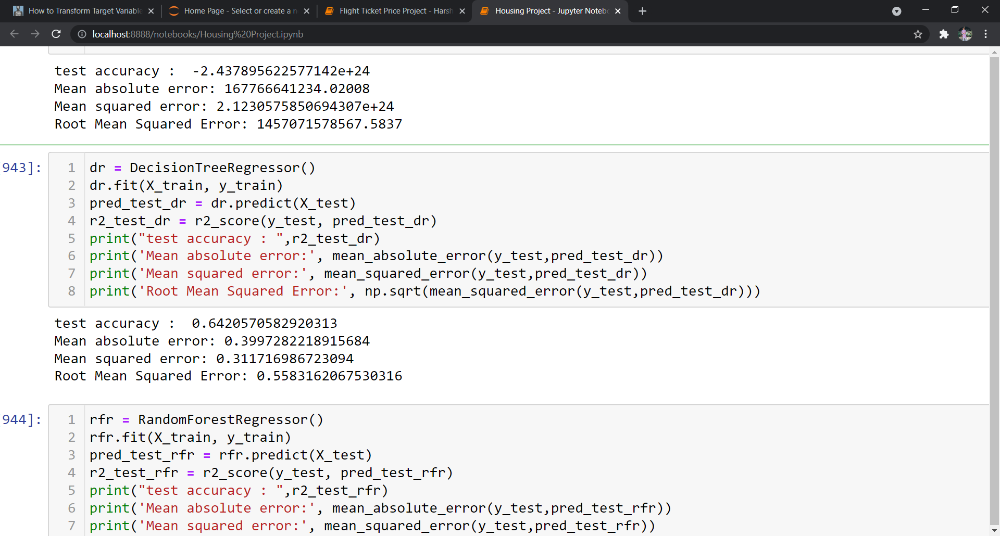 How to Transform Target Variable
Home Page - Select or create a n
Flight Ticket Price Project - Harsh
Housing Project - Jupyter Notebo
localhost:8888/notebooks/Housing%20Project.ipynb
test accuracy :  -2.437895622577142e+24
Mean absolute error: 167766641234.02008
Mean squared error: 2.1230575850694307e+24
Root Mean Squared Error: 1457071578567.5837
943]:
1 dr = DecisionTreeRegressor()
2 dr.fit(X_train, y_train)
3 pred_test_dr = dr.predict(X_test)
4 r2_test_dr = r2_score(y_test, pred_test_dr)
5 print("test accuracy : ",r2_test_dr)
6 print('Mean absolute error:', mean_absolute_error(y_test,pred_test_dr))
7 print('Mean squared error:', mean_squared_error(y_test,pred_test_dr))
8 print('Root Mean Squared Error:', np.sqrt(mean_squared_error(y_test,pred_test_dr)))
test accuracy :  0.6420570582920313
Mean absolute error: 0.3997282218915684
Mean squared error: 0.311716986723094
Root Mean Squared Error: 0.5583162067530316
944]:
1 rfr = RandomForestRegressor()
2 rfr.fit(X_train, y_train)
3 pred_test_rfr = rfr.predict(X_test)
4 r2_test_rfr = r2_score(y_test, pred_test_rfr)
5 print("test accuracy : ",r2_test_rfr)
6 print('Mean absolute error:', mean_absolute_error(y_test,pred_test_rfr))
7 print('Mean squared error:', mean_squared_error(y_test,pred_test_rfr))